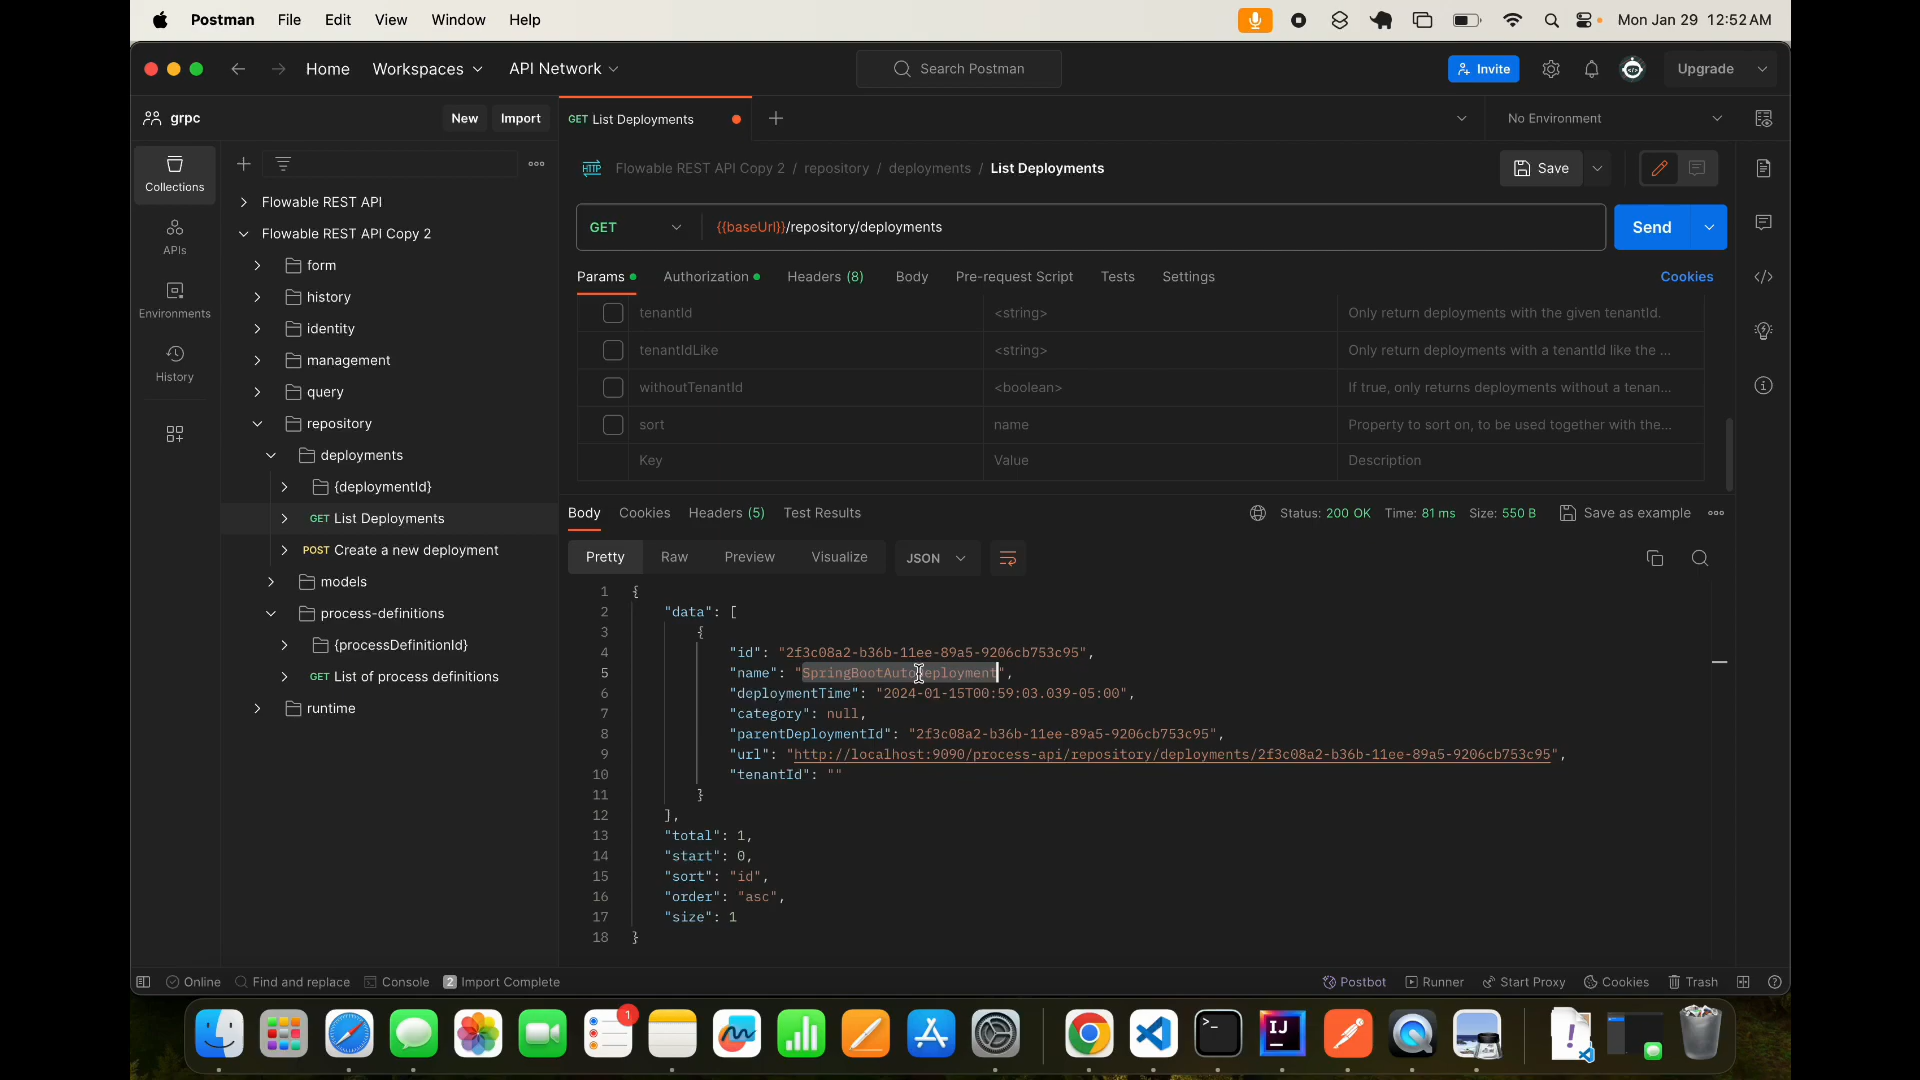 Postman File Edit View Window Help Mon Jan 29 12:52 AM
Home Workspaces API Network Search Postman Invite Upgrade
grpc New Import GET List Deployments No Environment
Collections
APIs
Environments
History
Flowable REST API
Flowable REST API Copy 2
form
history
identity
management
query
repository
deployments
{deploymentId}
GET List Deployments
POST Create a new deployment
models
process-definitions
{processDefinitionId}
GET List of process definitions
runtime
HTTP Flowable REST API Copy 2 / repository / deployments / List Deployments Save
GET {{baseUrl}}/repository/deployments Send
Params Authorization Headers (8) Body Pre-request Script Tests Settings Cookies
tenantId <string> Only return deployments with the given tenantId.
tenantIdLike <string> Only return deployments with a tenantId like the ...
withoutTenantId <boolean> If true, only returns deployments without a tenan...
sort name Property to sort on, to be used together with the...
Key Value Description
Body Cookies Headers (5) Test Results Status: 200 OK Time: 81 ms Size: 550 B Save as example
Pretty Raw Preview Visualize JSON
1 {
2 "data": [
3 {
4 "id": "2f3c08a2-b36b-11ee-89a5-9206cb753c95",
5 "name": "SpringBootAutoDeployment",
6 "deploymentTime": "2024-01-15T00:59:03.039-05:00",
7 "category": null,
8 "parentDeploymentId": "2f3c08a2-b36b-11ee-89a5-9206cb753c95",
9 "url": "http://localhost:9090/process-api/repository/deployments/2f3c08a2-b36b-11ee-89a5-9206cb753c95",
10 "tenantId": ""
11 }
12 ],
13 "total": 1,
14 "start": 0,
15 "sort": "id",
16 "order": "asc",
17 "size": 1
18 }
Online Find and replace Console 2 Import Complete Postbot Runner Start Proxy Cookies Trash
1
IJ